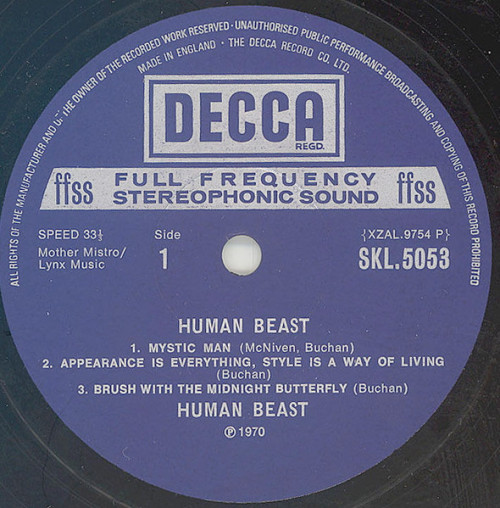 ALL RIGHTS OF THE MANUFACTURER AND OF THE OWNER OF THE RECORDED WORK RESERVED · UNAUTHORISED PUBLIC PERFORMANCE BROADCASTING AND COPYING OF THIS RECORD PROHIBITED
MADE IN ENGLAND · THE DECCA RECORD CO. LTD.
DECCA
REGD.
ffss FULL FREQUENCY ffss
STEREOPHONIC SOUND
SPEED 33⅓ Side {XZAL.9754 P}
Mother Mistro/ 1 SKL.5053
Lynx Music
HUMAN BEAST
1. MYSTIC MAN (McNiven, Buchan)
2. APPEARANCE IS EVERYTHING, STYLE IS A WAY OF LIVING
(Buchan)
3. BRUSH WITH THE MIDNIGHT BUTTERFLY (Buchan)
HUMAN BEAST
℗ 1970